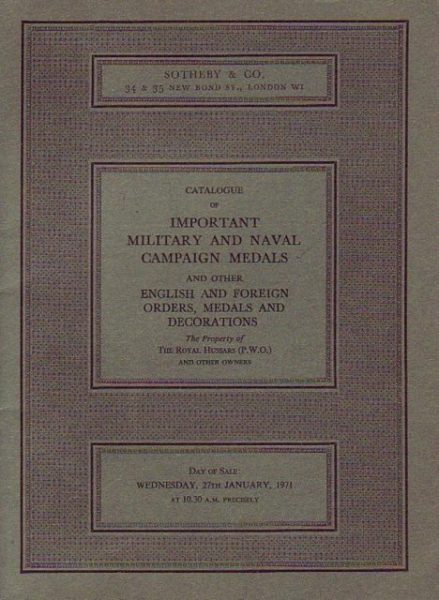 SOTHEBY & CO.
34 & 35 NEW BOND ST., LONDON W1
CATALOGUE
OF
IMPORTANT
MILITARY AND NAVAL
CAMPAIGN MEDALS
AND OTHER
ENGLISH AND FOREIGN
ORDERS, MEDALS AND
DECORATIONS
The Property of
THE ROYAL HUSSARS (P.W.O.)
AND OTHER OWNERS
DAY OF SALE
WEDNESDAY, 27TH JANUARY, 1971
AT 10.30 A.M. PRECISELY